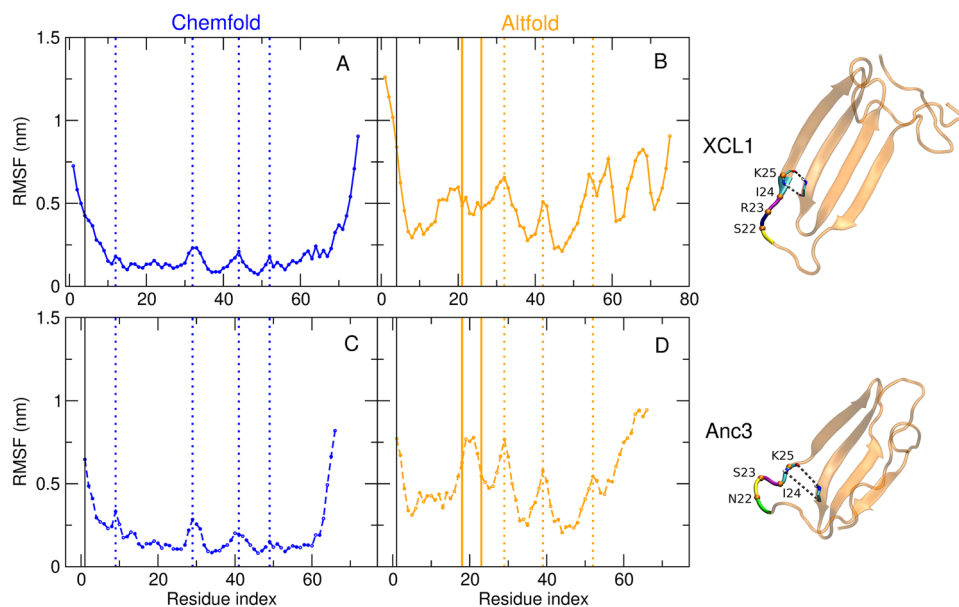 Chemfold Altfold
1.5
A
B
1
RMSF (nm)
0.5
0
0 20 40 60 0 20 40 60 80
XCL1
K25
I24
R23
S22
1.5
C
D
1
RMSF (nm)
0.5
0
0 20 40 60 0 20 40 60
Residue index Residue index
Anc3
K25
S23
I24
N22